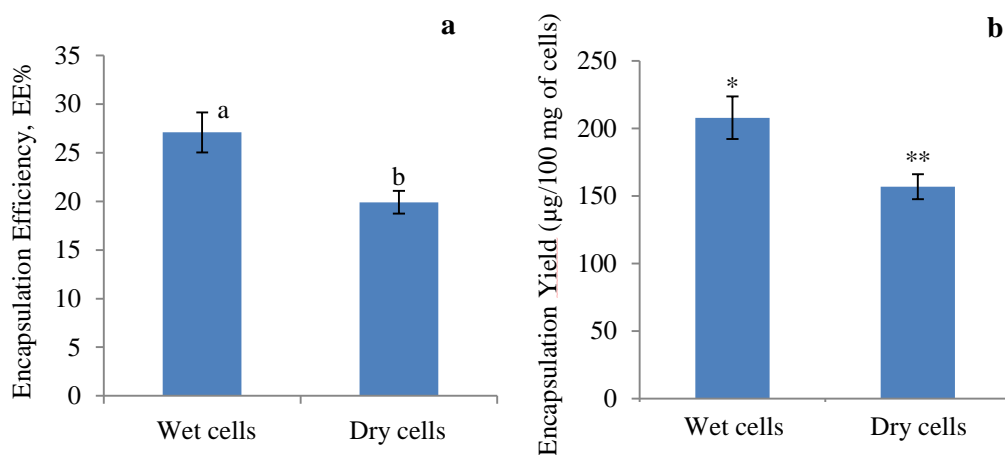 a
Encapsulation Efficiency, EE%
35
30
25
20
15
10
5
0
a
b
Wet cells
Dry cells
b
Encapsulation Yield (µg/100 mg of cells)
250
200
150
100
50
0
*
**
Wet cells
Dry cells